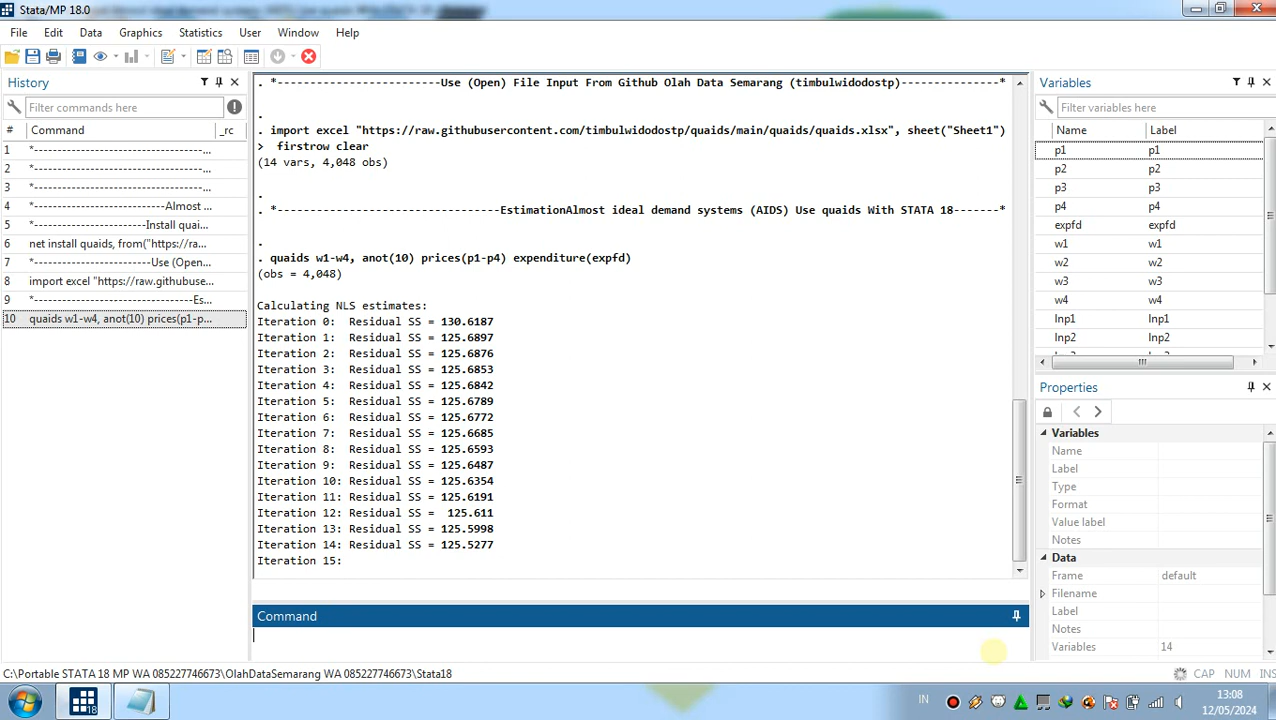 Stata/MP 18.0
File Edit Data Graphics Statistics User Window Help
History
Filter commands here
# Command _rc
1 *-----------------------------------...
2 *-----------------------------------...
3 *-----------------------------------...
4 *---------------------------Almost ...
5 *-----------------------Install quai...
6 net install quaids, from("https://ra...
7 *------------------------Use (Open...
8 import excel "https://raw.githubuse...
9 *---------------------------------Es...
10 quaids w1-w4, anot(10) prices(p1-p...
. *-------------------------Use (Open) File Input From Github Olah Data Semarang (timbulwidodostp)---------------*
.
. import excel "https://raw.githubusercontent.com/timbulwidodostp/quaids/main/quaids/quaids.xlsx", sheet("Sheet1")
> firstrow clear
(14 vars, 4,048 obs)
.
. *----------------------------------EstimationAlmost ideal demand systems (AIDS) Use quaids With STATA 18-------*
.
. quaids w1-w4, anot(10) prices(p1-p4) expenditure(expfd)
(obs = 4,048)
Calculating NLS estimates:
Iteration 0: Residual SS = 130.6187
Iteration 1: Residual SS = 125.6897
Iteration 2: Residual SS = 125.6876
Iteration 3: Residual SS = 125.6853
Iteration 4: Residual SS = 125.6842
Iteration 5: Residual SS = 125.6789
Iteration 6: Residual SS = 125.6772
Iteration 7: Residual SS = 125.6685
Iteration 8: Residual SS = 125.6593
Iteration 9: Residual SS = 125.6487
Iteration 10: Residual SS = 125.6354
Iteration 11: Residual SS = 125.6191
Iteration 12: Residual SS = 125.611
Iteration 13: Residual SS = 125.5998
Iteration 14: Residual SS = 125.5277
Iteration 15:
Command
Variables
Filter variables here
Name Label
p1 p1
p2 p2
p3 p3
p4 p4
expfd expfd
w1 w1
w2 w2
w3 w3
w4 w4
lnp1 lnp1
lnp2 lnp2
Properties
Variables
Name
Label
Type
Format
Value label
Notes
Data
Frame default
Filename
Label
Notes
Variables 14
C:\Portable STATA 18 MP WA 085227746673\OlahDataSemarang WA 085227746673\Stata18
CAP NUM INS
18
IN
13:08
12/05/2024